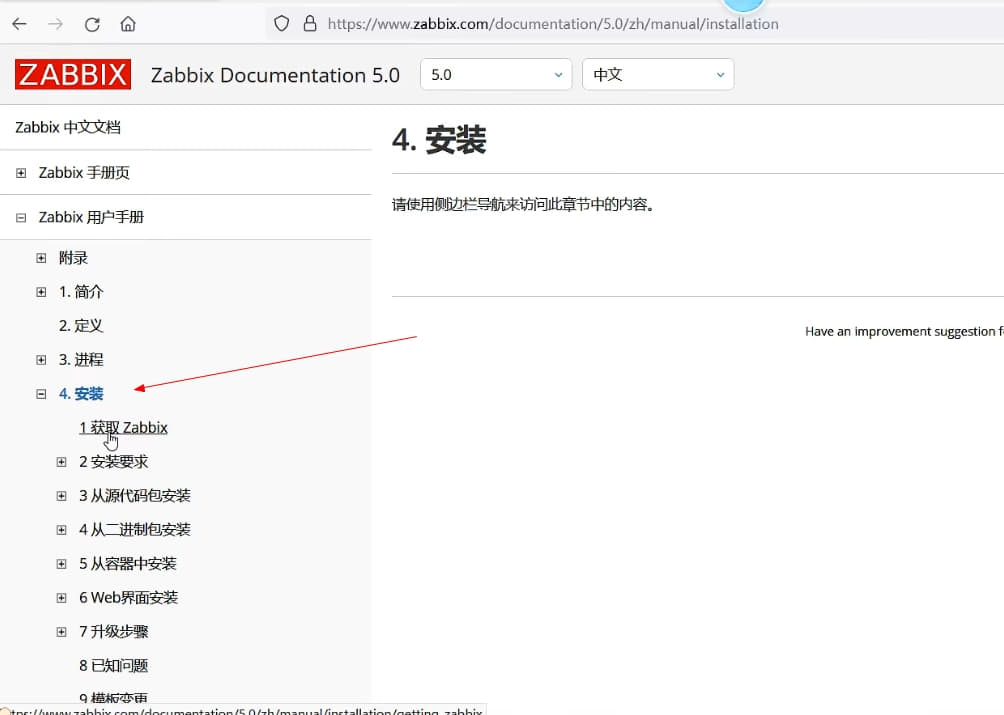 https://www.zabbix.com/documentation/5.0/zh/manual/installation
ZABBIX Zabbix Documentation 5.0 5.0 中文
Zabbix 中文文档
Zabbix 手册页
Zabbix 用户手册
附录
1. 简介
2. 定义
3. 进程
4. 安装
1 获取 Zabbix
2 安装要求
3 从源代码包安装
4 从二进制包安装
5 从容器中安装
6 Web界面安装
7 升级步骤
8 已知问题
9 模板变更
4. 安装
请使用侧边栏导航来访问此章节中的内容。
Have an improvement suggestion f
tps://www.zabbix.com/documentation/5.0/zh/manual/installation/getting_zabbix